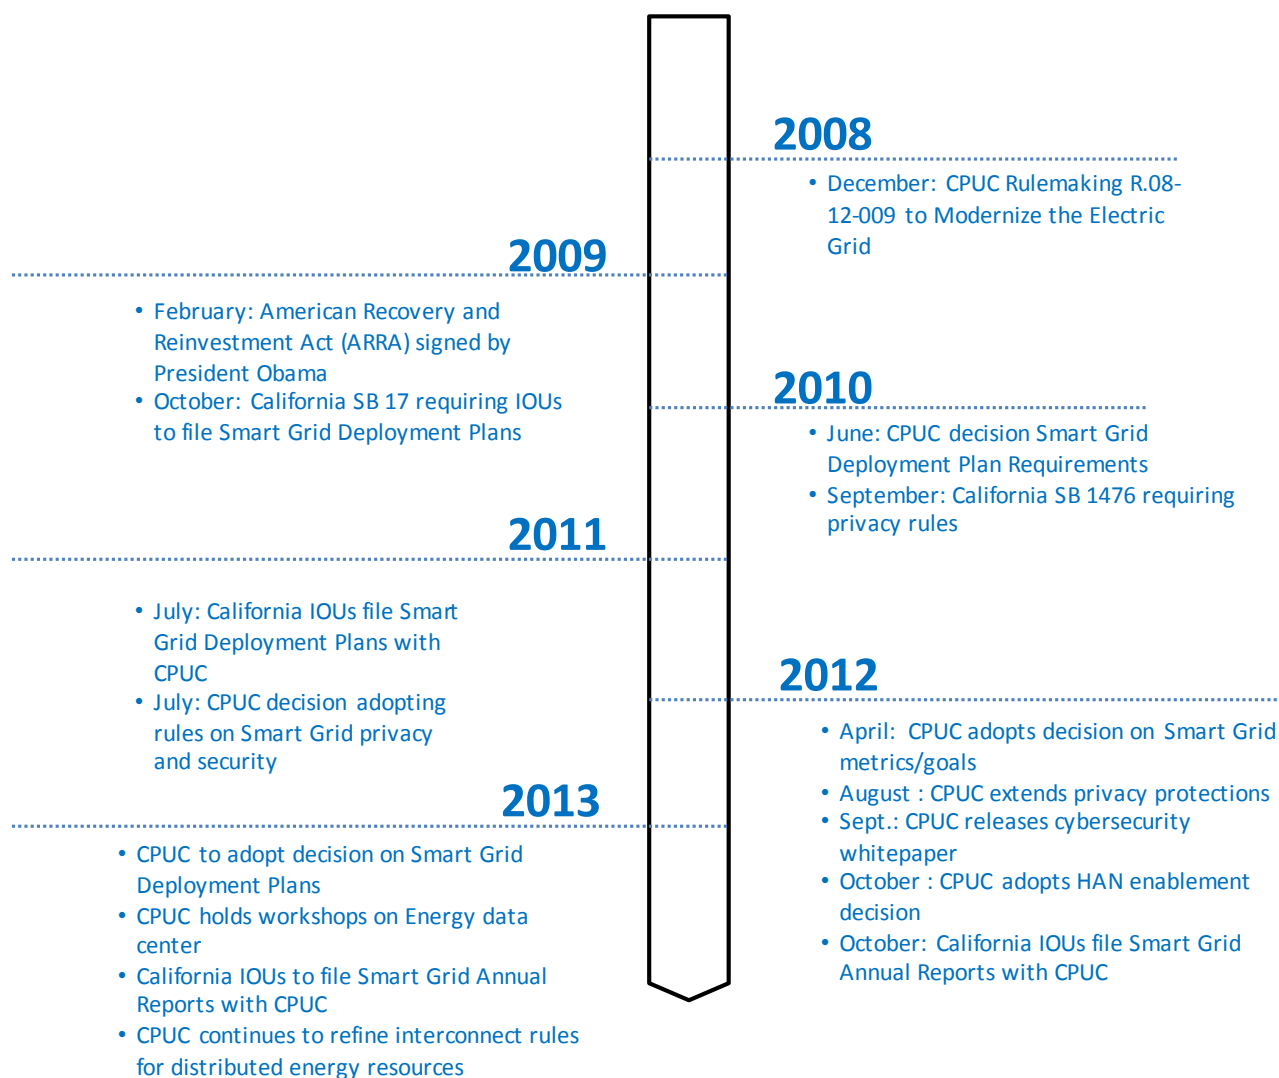 2008
• December: CPUC Rulemaking R.08-
12-009 to Modernize the Electric
Grid
2009
• February: American Recovery and
Reinvestment Act (ARRA) signed by
President Obama
• October: California SB 17 requiring IOUs
to file Smart Grid Deployment Plans
2010
• June: CPUC decision Smart Grid
Deployment Plan Requirements
• September: California SB 1476 requiring
privacy rules
2011
• July: California IOUs file Smart
Grid Deployment Plans with
CPUC
• July: CPUC decision adopting
rules on Smart Grid privacy
and security
2012
• April: CPUC adopts decision on Smart Grid
metrics/goals
• August : CPUC extends privacy protections
• Sept.: CPUC releases cybersecurity
whitepaper
• October : CPUC adopts HAN enablement
decision
• October: California IOUs file Smart Grid
Annual Reports with CPUC
2013
• CPUC to adopt decision on Smart Grid
Deployment Plans
• CPUC holds workshops on Energy data
center
• California IOUs to file Smart Grid Annual
Reports with CPUC
• CPUC continues to refine interconnect rules
for distributed energy resources